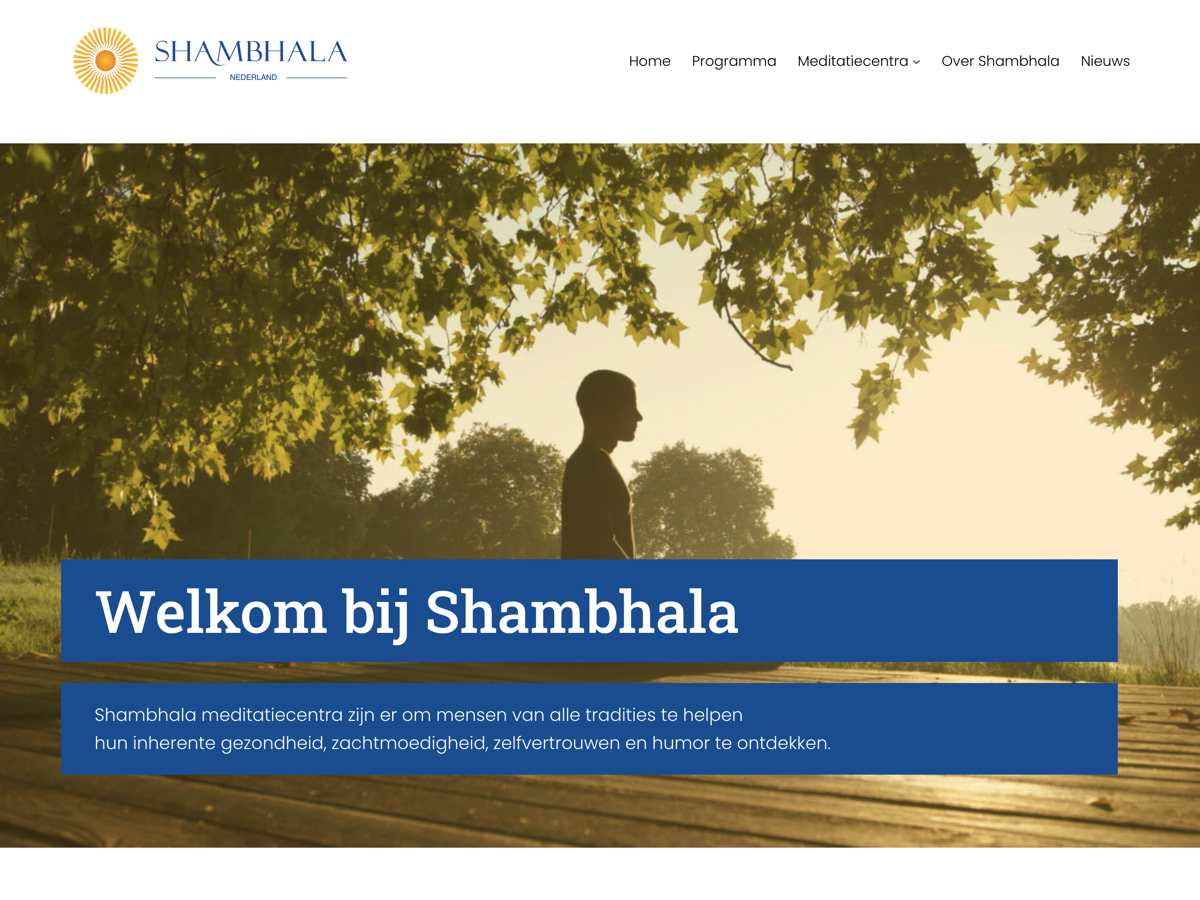 SHAMBHALA
NEDERLAND
Home Programma Meditatiecentra Over Shambhala Nieuws
Welkom bij Shambhala
Shambhala meditatiecentra zijn er om mensen van alle tradities te helpen
hun inherente gezondheid, zachtmoedigheid, zelfvertrouwen en humor te ontdekken.